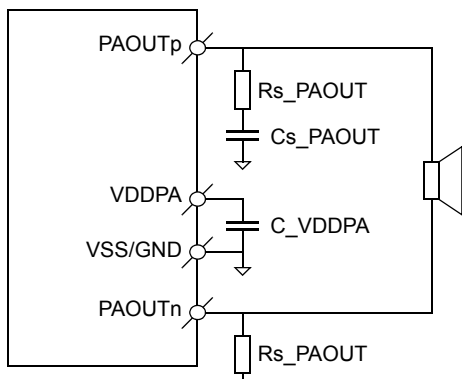 PAOUTp
Rs_PAOUT
Cs_PAOUT
VDDPA
C_VDDPA
VSS/GND
PAOUTn
Rs_PAOUT